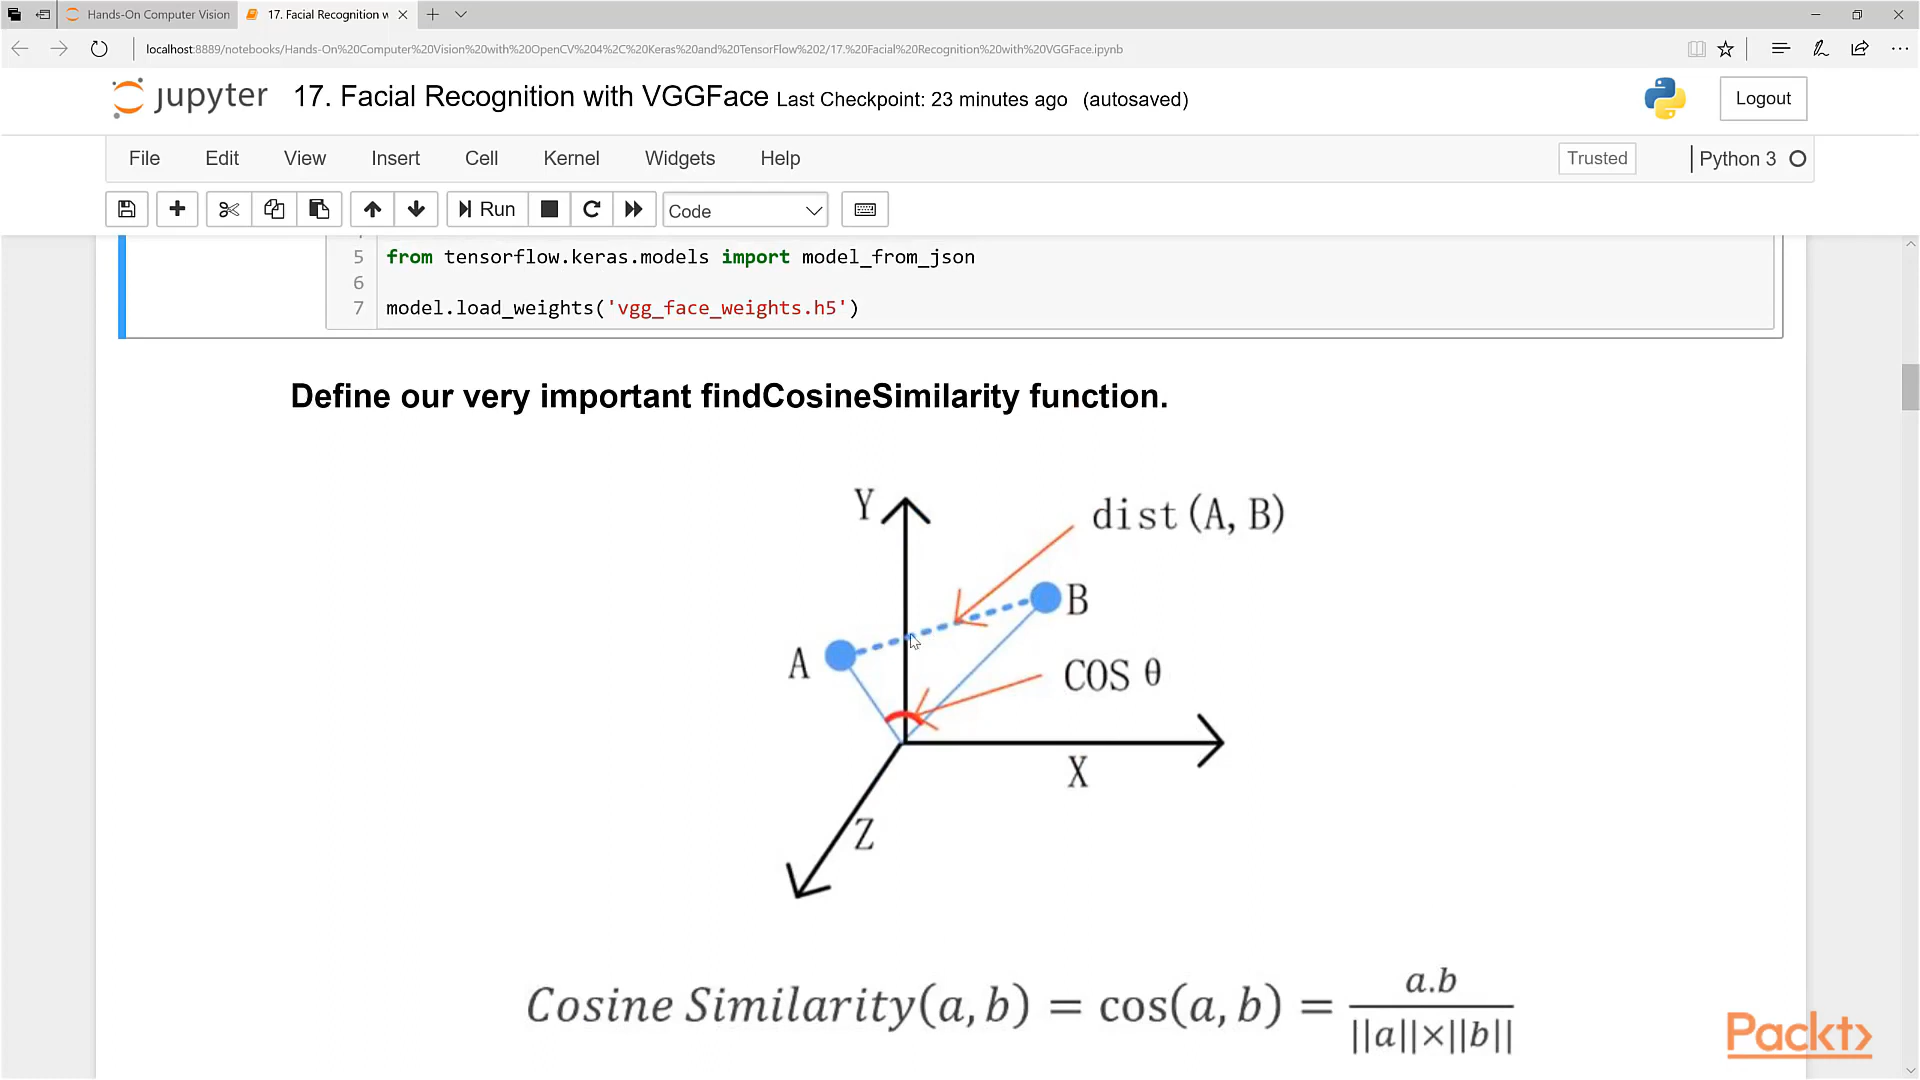 Hands-On Computer Vision
17. Facial Recognition w
localhost:8889/notebooks/Hands-On%20Computer%20Vision%20with%20OpenCV%204%2C%20Keras%20and%20TensorFlow%202/17.%20Facial%20Recognition%20with%20VGGFace.ipynb
jupyter 17. Facial Recognition with VGGFace Last Checkpoint: 23 minutes ago (autosaved)
Logout
File Edit View Insert Cell Kernel Widgets Help
Trusted
Python 3
Run
Code
5 from tensorflow.keras.models import model_from_json
6
7 model.load_weights('vgg_face_weights.h5')
Define our very important findCosineSimilarity function.
Y
dist(A, B)
B
A
COS θ
X
Z
Cosine Similarity(a, b) = cos(a, b) = a.b / ||a||×||b||
Packt>